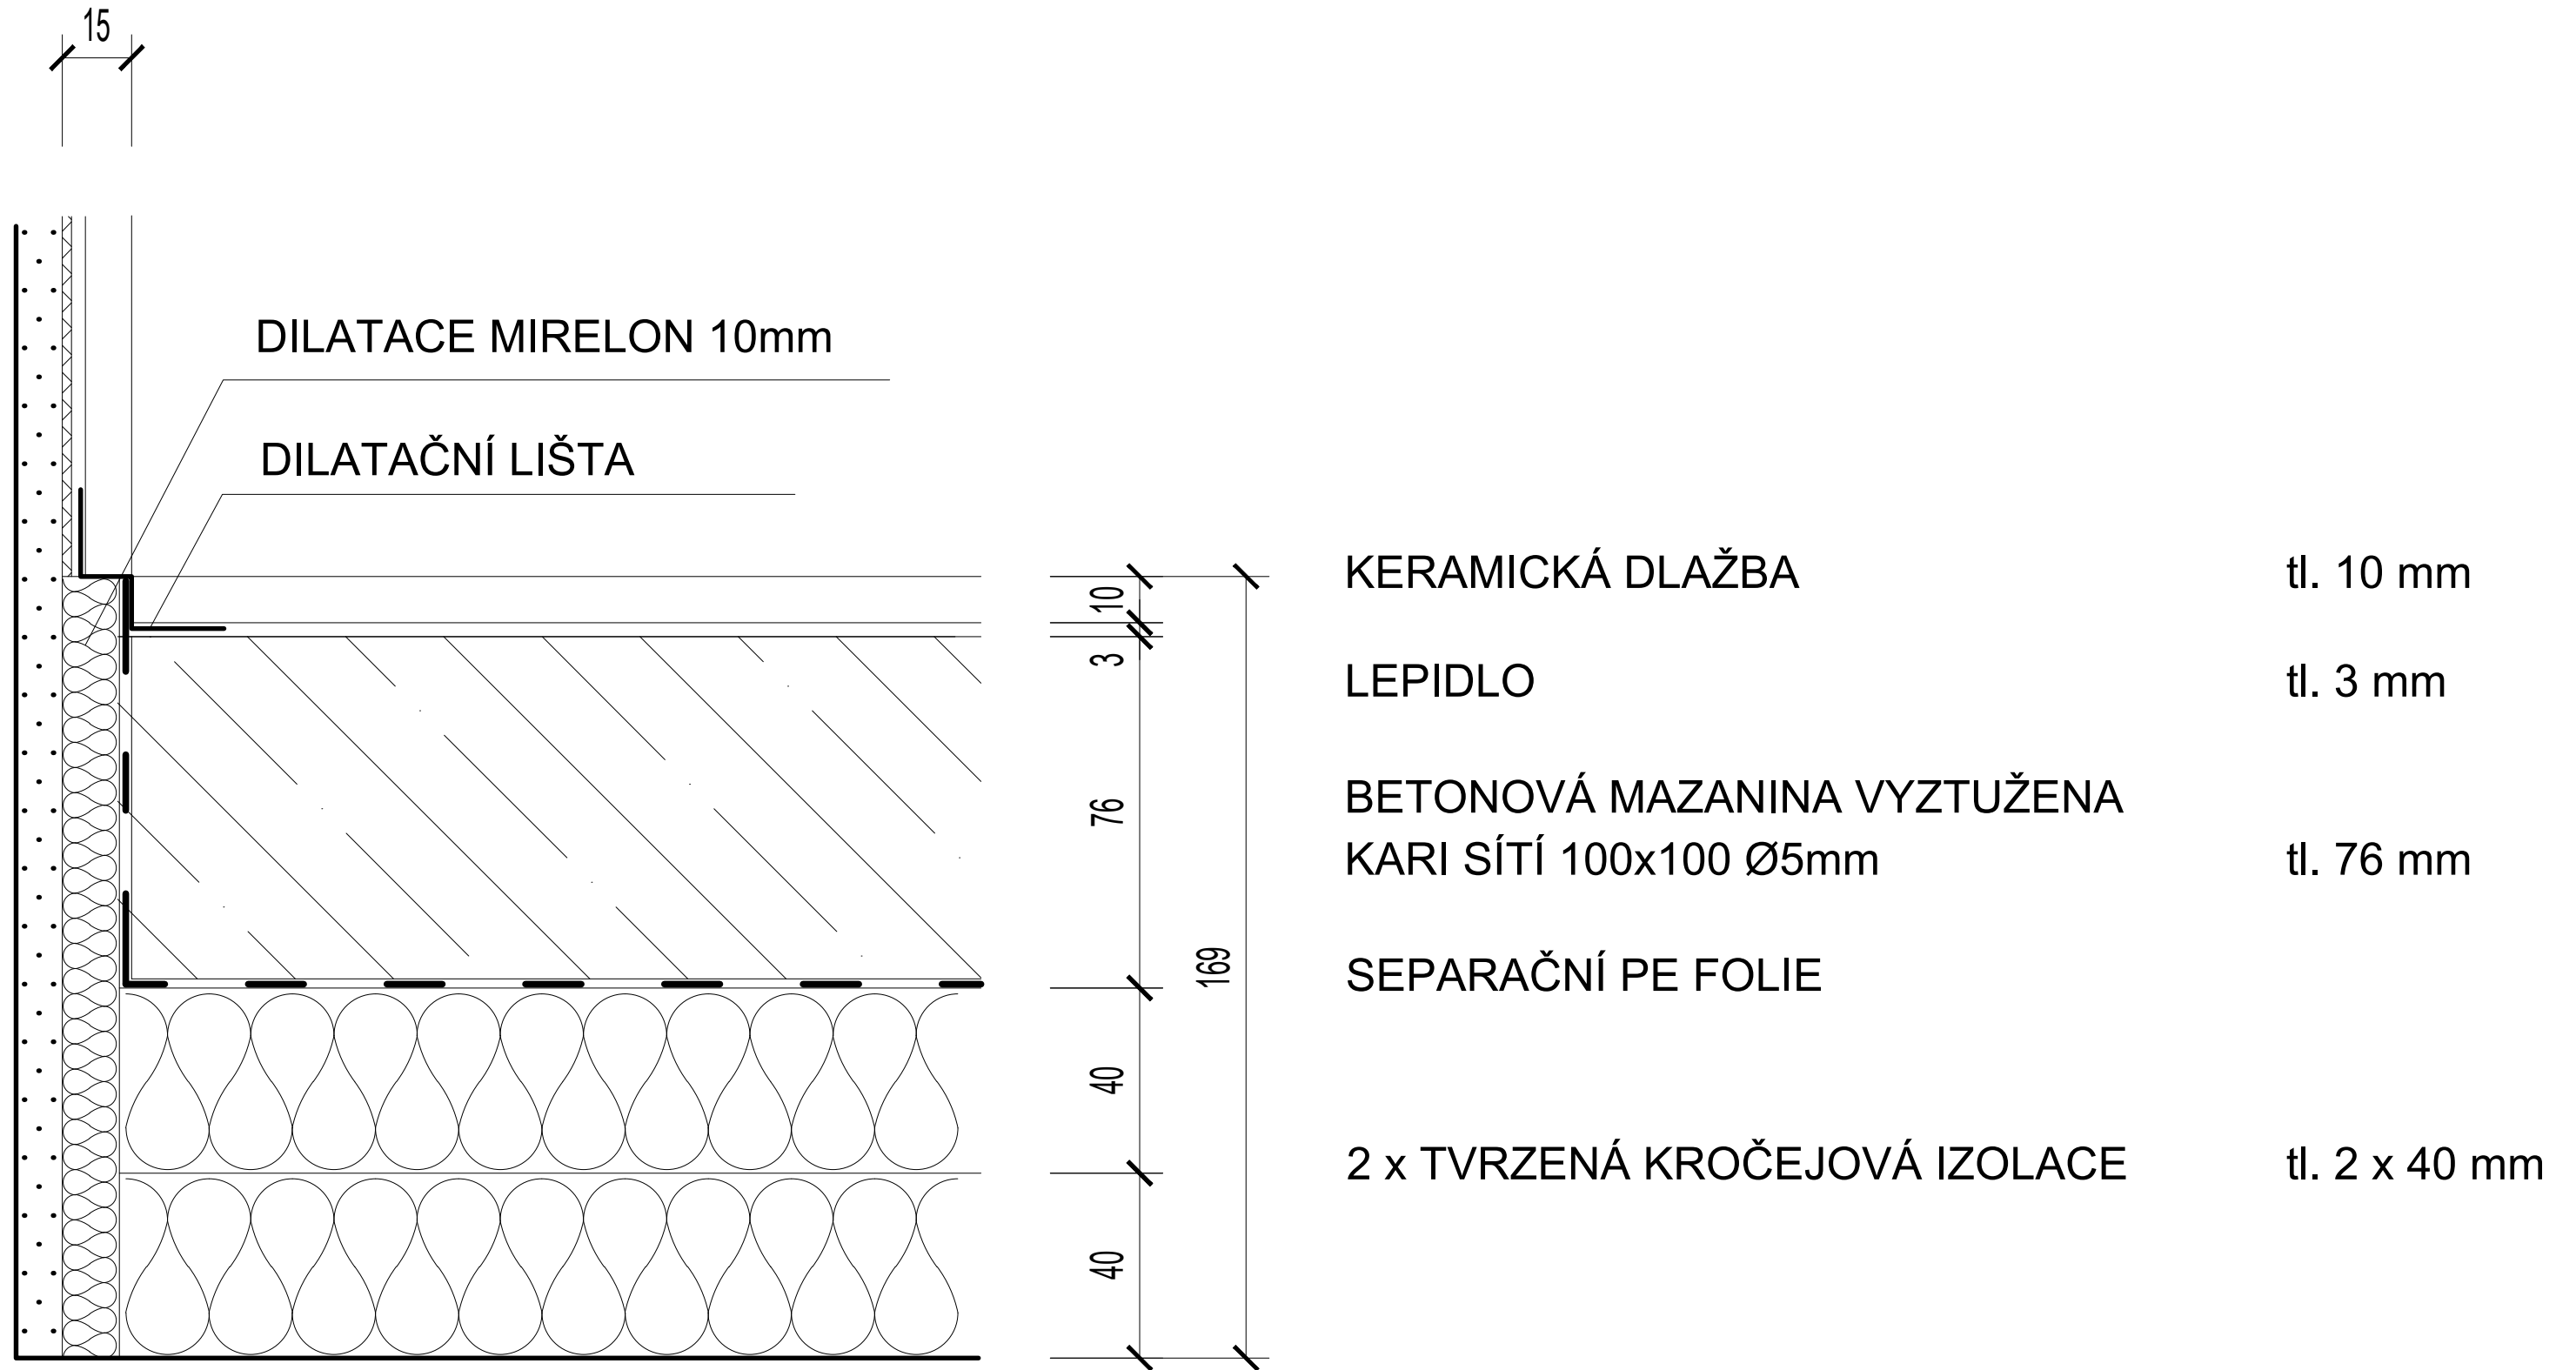 15
DILATACE MIRELON 10mm
DILATAČNÍ LIŠTA
10
KERAMICKÁ DLAŽBA tl. 10 mm
3
LEPIDLO tl. 3 mm
76
BETONOVÁ MAZANINA VYZTUŽENA
KARI SÍTÍ 100x100 Ø5mm tl. 76 mm
169
SEPARAČNÍ PE FOLIE
40
2 x TVRZENÁ KROČEJOVÁ IZOLACE tl. 2 x 40 mm
40